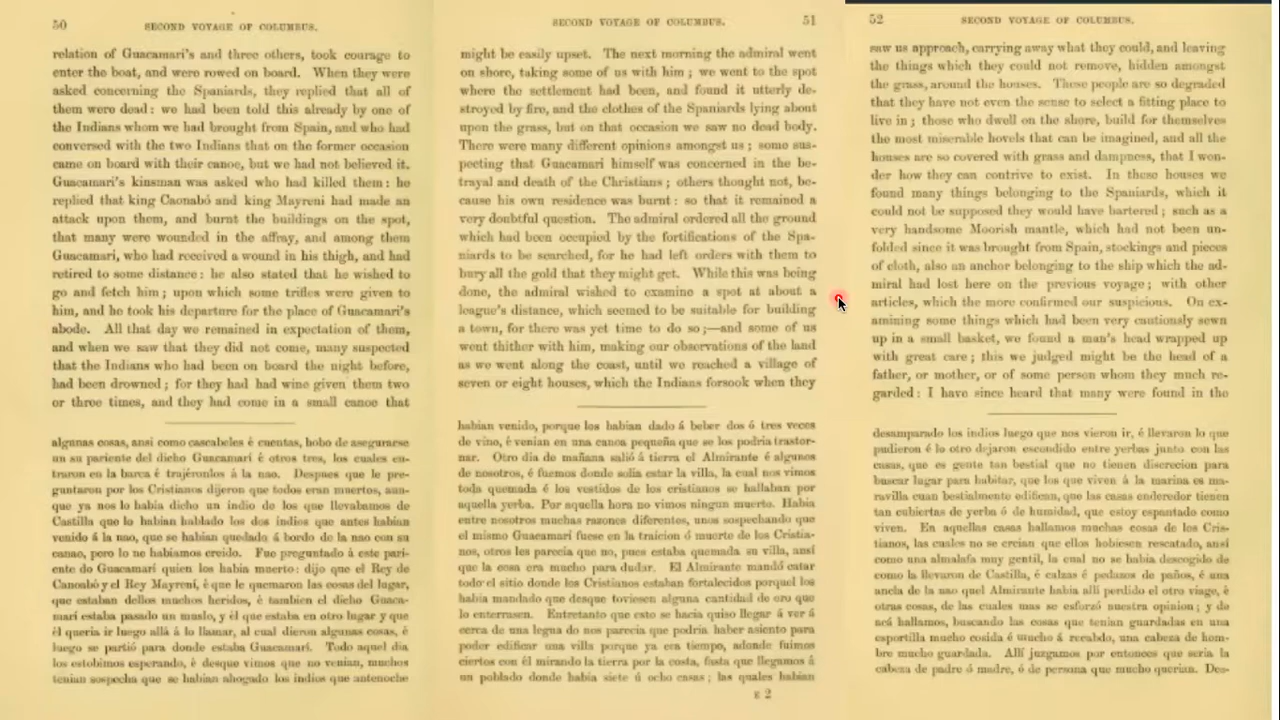 50
SECOND VOYAGE OF COLUMBUS.
relation of Guacamari's and three others, took courage to
enter the boat, and were rowed on board. When they were
asked concerning the Spaniards, they replied that all of
them were dead: we had been told this already by one of
the Indians whom we had brought from Spain, and who had
conversed with the two Indians that on the former occasion
came on board with their canoe, but we had not believed it.
Guacamari's kinsman was asked who had killed them: he
replied that king Caonabó and king Mayreni had made an
attack upon them, and burnt the buildings on the spot,
that many were wounded in the affray, and among them
Guacamari, who had received a wound in his thigh, and had
retired to some distance: he also stated that he wished to
go and fetch him; upon which some trifles were given to
him, and he took his departure for the place of Guacamari's
abode. All that day we remained in expectation of them,
and when we saw that they did not come, many suspected
that the Indians who had been on board the night before,
had been drowned; for they had had wine given them two
or three times, and they had come in a small canoe that
algunas cosas, ansi como cascabeles é cuentas, hobo de asegurarse
un su pariente del dicho Guacamarí é otros tres, los cuales en-
traron en la barca é trajéronlos á la nao. Despues que le pre-
guntaron por los Cristianos dijeron que todos eran muertos, aun-
que ya nos lo habia dicho un indio de los que llevabamos de
Castilla que lo habian hablado los dos indios que antes habian
venido á la nao, que se habian quedado á bordo de la nao con su
canao, pero lo ne habiamos creido. Fue preguntado á este pari-
ente do Guacamarí quien los habia muerto: dijo que el Rey de
Canoabó y el Rey Mayrení, é que le quemaron las cosas del lugar,
que estaban dellos muchos heridos, é tambien el dicho Guaca-
marí estaba pasado un muslo, y él que estaba en otro lugar y que
él queria ir luego allá á lo llamar, al cual dieron algunas cosas, é
luego se partió para donde estaba Guacamarí. Todo aquel dia
los estobimos esperando, é desque vimos que no venian, muchos
tenian sospecha que se habian ahogado los indios que antenoche
SECOND VOYAGE OF COLUMBUS.
51
might be easily upset. The next morning the admiral went
on shore, taking some of us with him; we went to the spot
where the settlement had been, and found it utterly de-
stroyed by fire, and the clothes of the Spaniards lying about
upon the grass, but on that occasion we saw no dead body.
There were many different opinions amongst us; some sus-
pecting that Guacamari himself was concerned in the be-
trayal and death of the Christians; others thought not, be-
cause his own residence was burnt: so that it remained a
very doubtful question. The admiral ordered all the ground
which had been occupied by the fortifications of the Spa-
niards to be searched, for he had left orders with them to
bury all the gold that they might get. While this was being
done, the admiral wished to examine a spot at about a
league's distance, which seemed to be suitable for building
a town, for there was yet time to do so;—and some of us
went thither with him, making our observations of the land
as we went along the coast, until we reached a village of
seven or eight houses, which the Indians forsook when they
habian venido, porque los habian dado á beber dos ó tres veces
de vino, é venian en una canoa pequeña que se los podria trastor-
nar. Otro dia de mañana salió á tierra el Almirante é algunos
de nosotros, é fuemos donde solia estar la villa, la cual nos vimos
toda quemada é los vestidos de los cristianos se hallaban por
aquella yerba. Por aquella hora no vimos ningun muerto. Habia
entre nosotros muchas razones diferentes, unos sospechando que
el mismo Guacamarí fuese en la traicion ó muerte de los Cristia-
nos, otros les parecia que no, pues estaba quemada su villa, ansi
que la cosa era mucho para dudar. El Almirante mandó catar
todo el sitio donde los Cristianos estaban fortalecidos porquel los
habia mandado que desque toviesen alguna cantidad de oro que
lo enterrasen. Entretanto que esto se hacia quiso llegar á ver á
cerca de una legua do nos parecia que podria haber asiento para
poder edificar una villa porque ya era tiempo, adonde fuimos
ciertos con él mirando la tierra por la costa, fasta que llegamos á
un poblado donde habia siete ú ocho casas; las quales habian
E 2
52
SECOND VOYAGE OF COLUMBUS.
saw us approach, carrying away what they could, and leaving
the things which they could not remove, hidden amongst
the grass, around the houses. These people are so degraded
that they have not even the sense to select a fitting place to
live in; those who dwell on the shore, build for themselves
the most miserable hovels that can be imagined, and all the
houses are so covered with grass and dampness, that I won-
der how they can contrive to exist. In these houses we
found many things belonging to the Spaniards, which it
could not be supposed they would have bartered; such as a
very handsome Moorish mantle, which had not been un-
folded since it was brought from Spain, stockings and pieces
of cloth, also an anchor belonging to the ship which the ad-
miral had lost here on the previous voyage; with other
articles, which the more confirmed our suspicions. On ex-
amining some things which had been very cautiously sewn
up in a small basket, we found a man's head wrapped up
with great care; this we judged might be the head of a
father, or mother, or of some person whom they much re-
garded: I have since heard that many were found in the
desamparado los indios luego que nos vieron ir, é llevaron lo que
pudieron é lo otro dejaron escondido entre yerbas junto con las
casas, que es gente tan bestial que no tienen discrecion para
buscar lugar para habitar, que los que viven á la marina es ma-
ravilla cuan bestialmente edifican, que las casas enderedor tienen
tan cubiertas de yerba ó de humidad, que estoy espantado como
viven. En aquellas casas hallamos muchas cosas de los Cris-
tianos, las cuales no se creian que ellos hobiesen rescatado, ansi
como una almalafa muy gentil, la cual no se habia descogido de
como la llevaron de Castilla, é calzas é pedazos de paños, é una
ancla de la nao quel Almirante habia allí perdido el otro viage, é
otras cosas, de las cuales mas se esforzó nuestra opinion; y de
acá hallamos, buscando las cosas que tenian guardadas en una
esportilla mucho cosida é mucho á recabdo, una cabeza de hom-
bre mucho guardada. Allí juzgamos por entonces que seria la
cabeza de padre ó madre, ó de persona que mucho querian. Des-